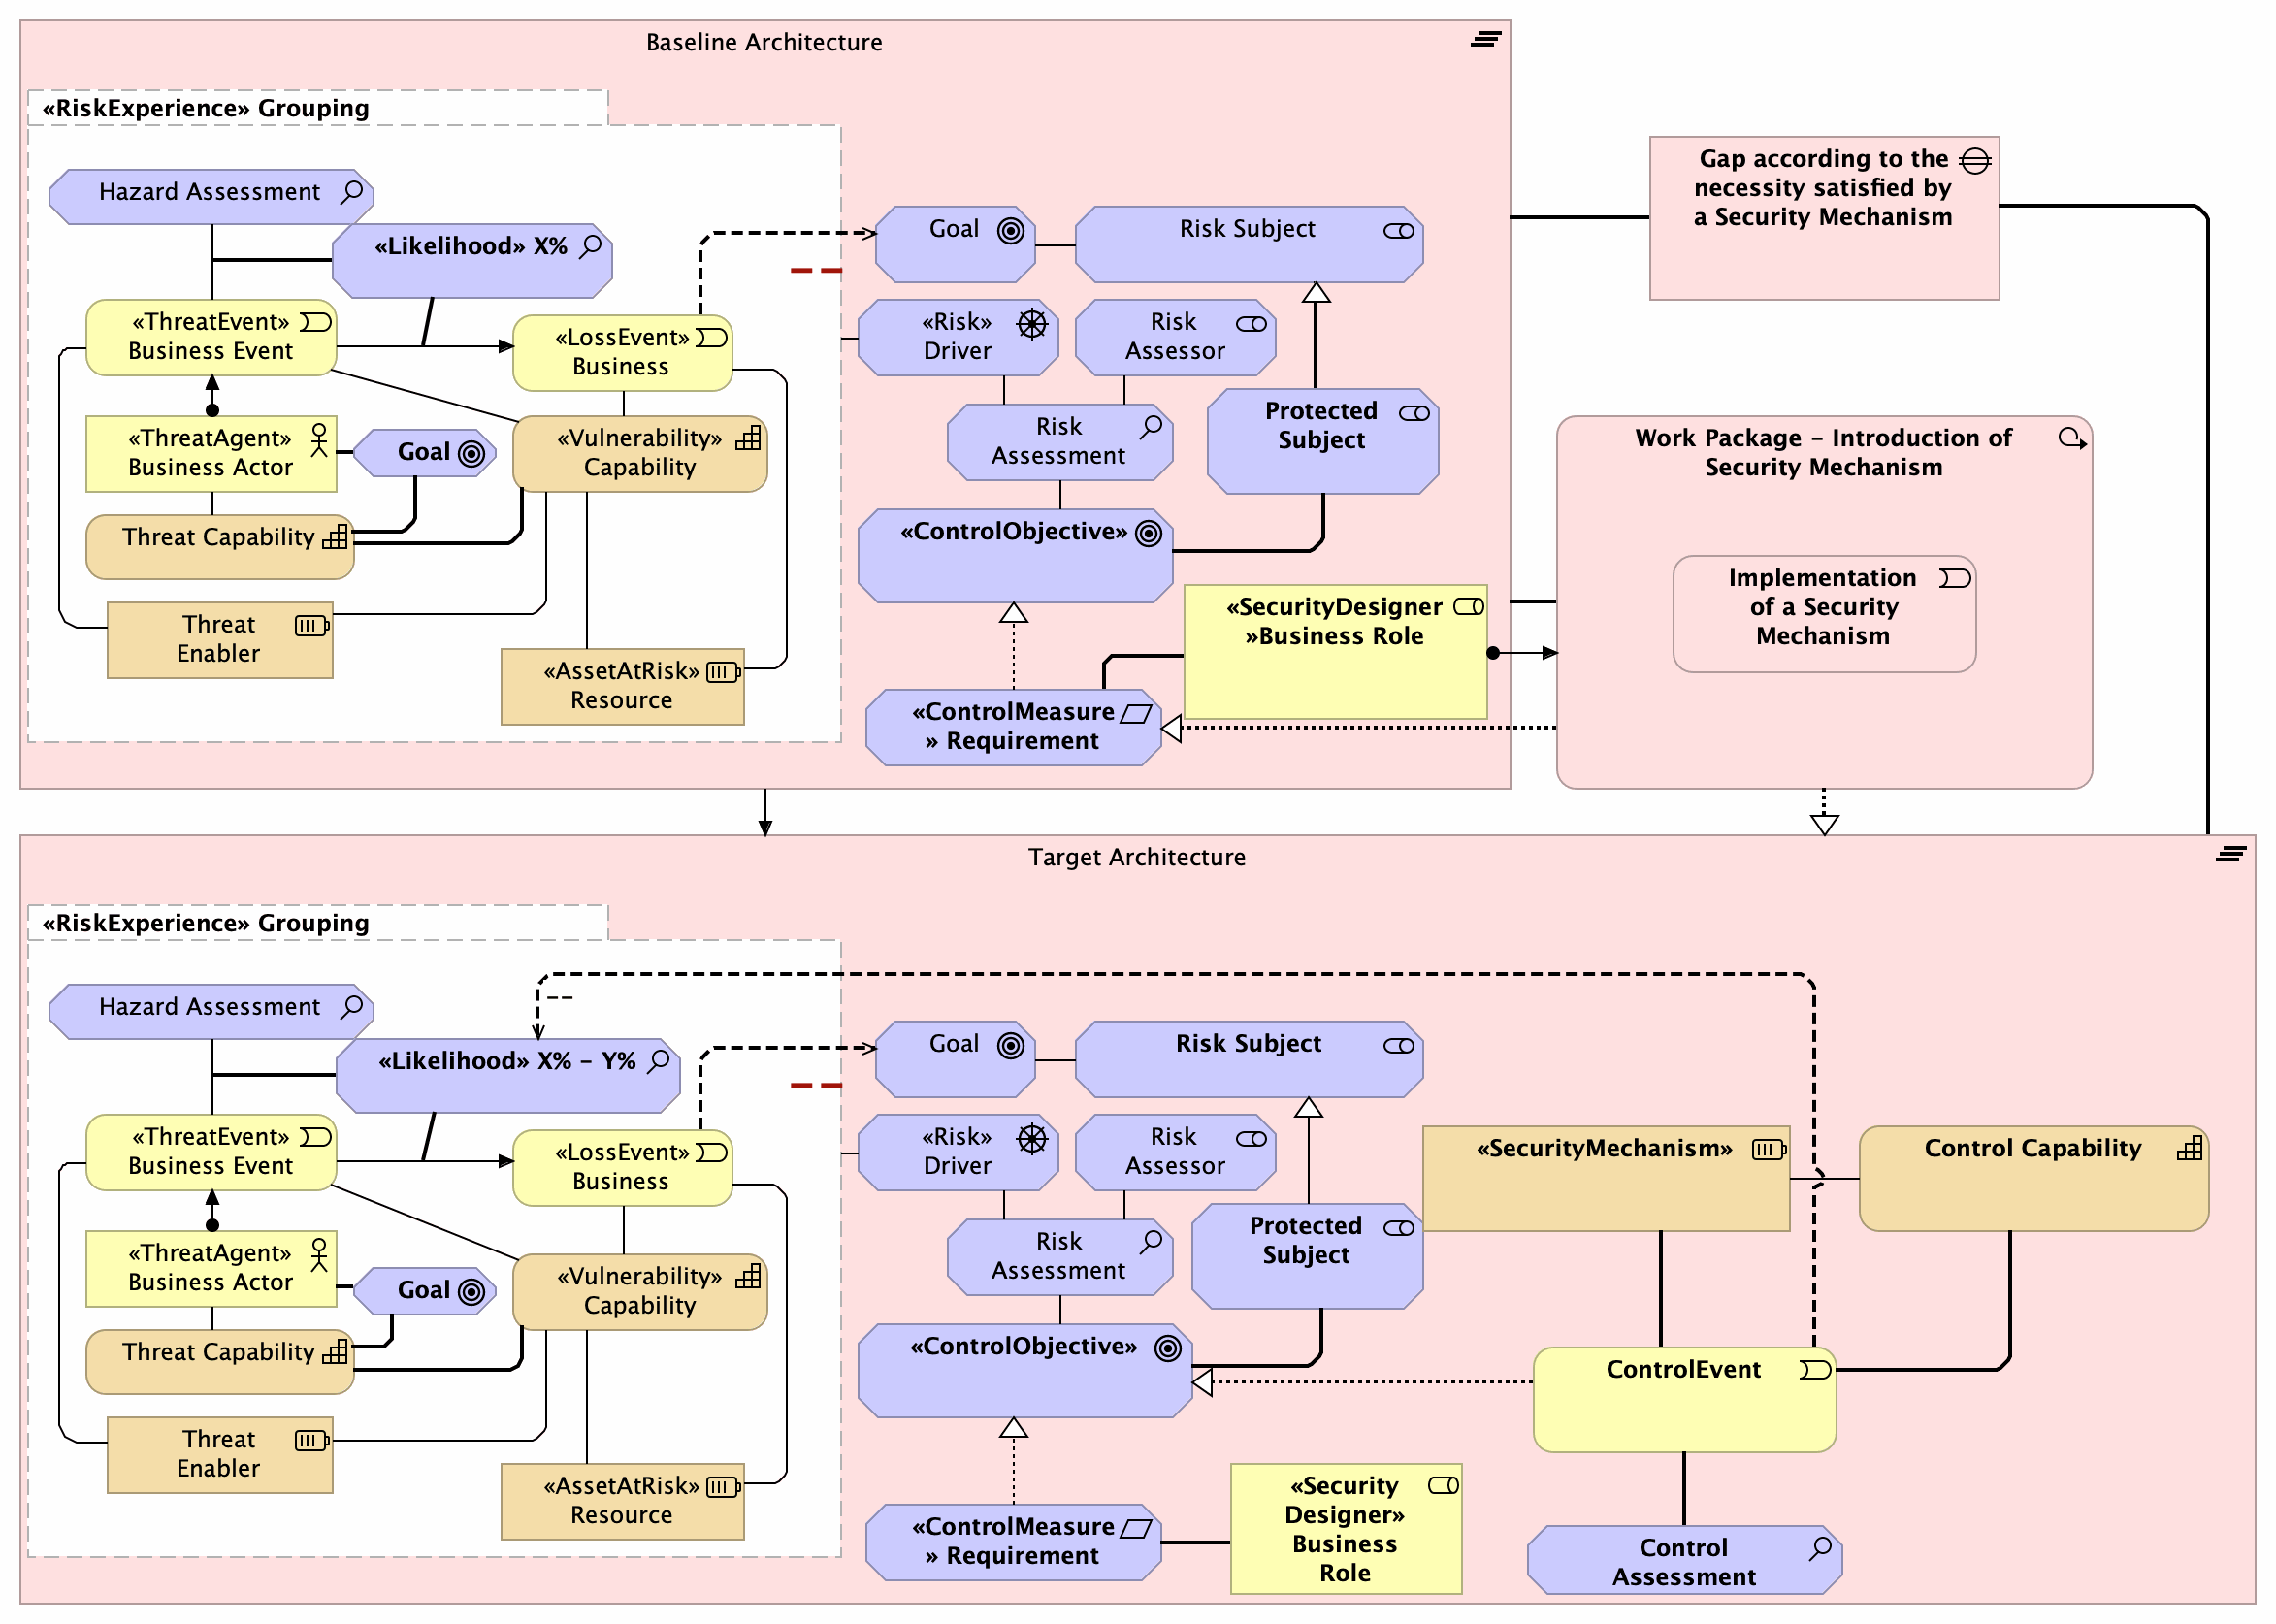 Baseline Architecture
«RiskExperience» Grouping
Hazard Assessment
«Likelihood» X%
«ThreatEvent»
Business Event
«LossEvent»
Business
«ThreatAgent»
Business Actor
Goal
«Vulnerability»
Capability
Threat Capability
Threat
Enabler
«AssetAtRisk»
Resource
Goal
Risk Subject
«Risk»
Driver
Risk
Assessor
Risk
Assessment
Protected
Subject
«ControlObjective»
«SecurityDesigner
»Business Role
«ControlMeasure
» Requirement
Gap according to the
necessity satisfied by
a Security Mechanism
Work Package - Introduction of
Security Mechanism
Implementation
of a Security
Mechanism
Target Architecture
«RiskExperience» Grouping
Hazard Assessment
«Likelihood» X% - Y%
«ThreatEvent»
Business Event
«LossEvent»
Business
«ThreatAgent»
Business Actor
Goal
«Vulnerability»
Capability
Threat Capability
Threat
Enabler
«AssetAtRisk»
Resource
Goal
Risk Subject
«Risk»
Driver
Risk
Assessor
Risk
Assessment
Protected
Subject
«SecurityMechanism»
Control Capability
«ControlObjective»
ControlEvent
«ControlMeasure
» Requirement
«Security
Designer»
Business
Role
Control
Assessment